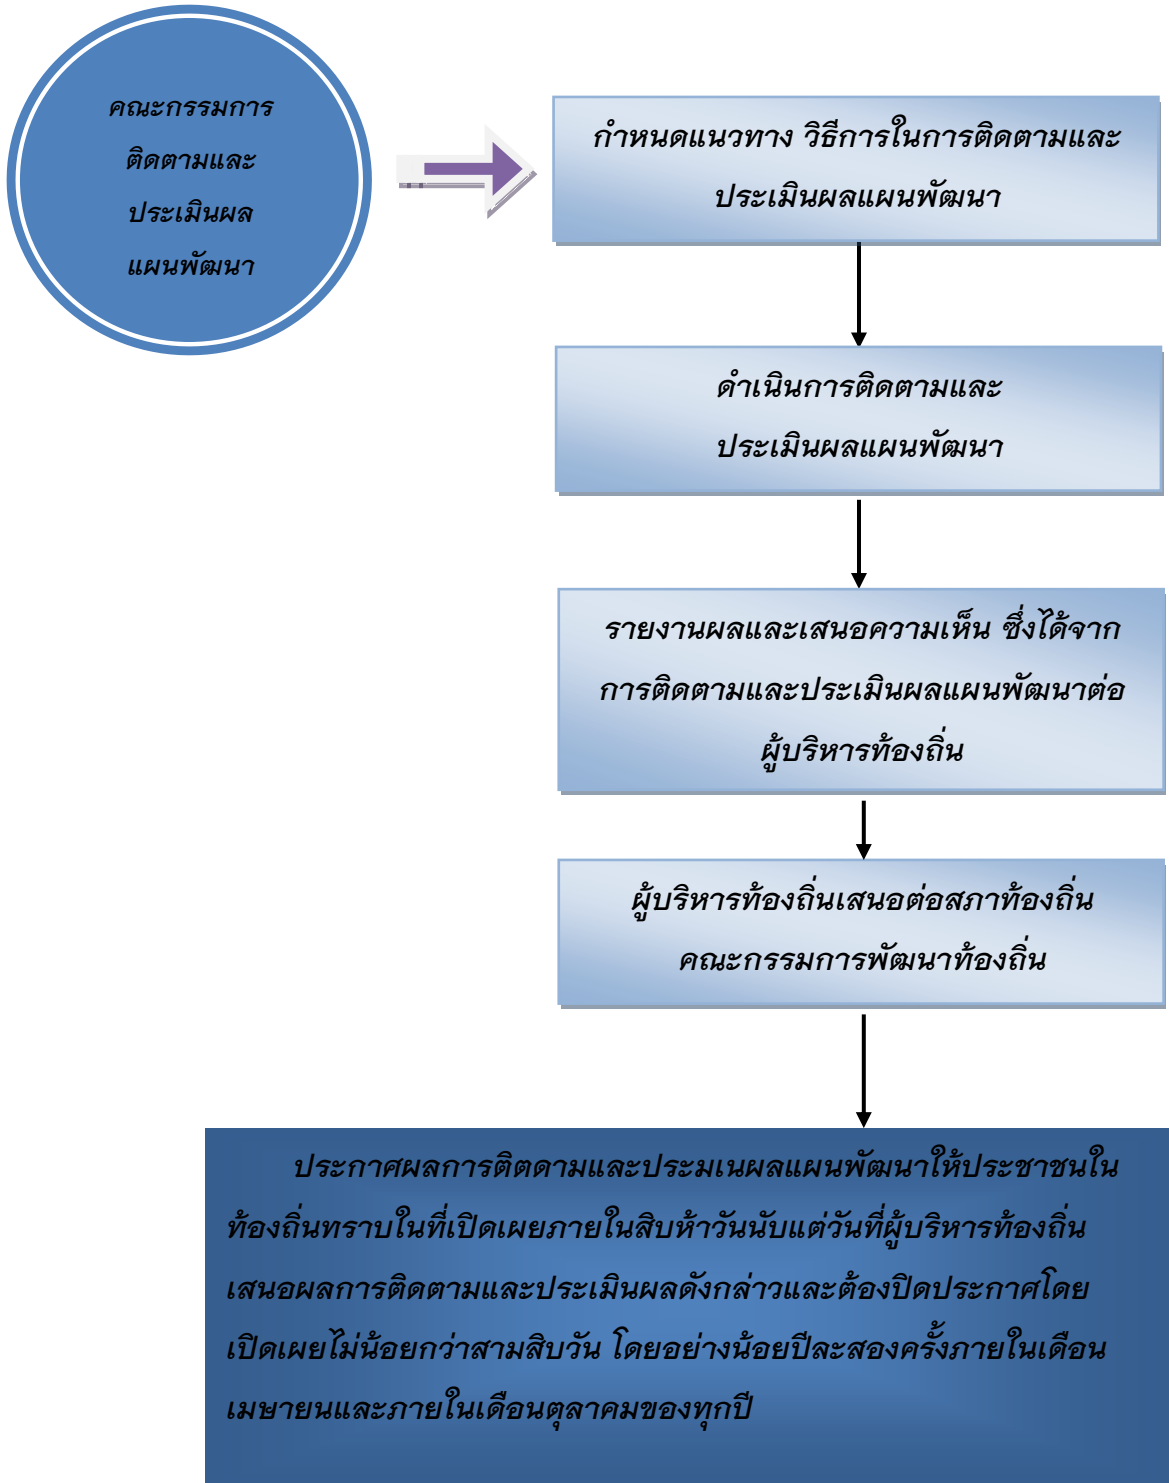 คณะกรรมการ
ติดตามและ
ประเมินผล
แผนพัฒนา
กำหนดแนวทาง วิธีการในการติดตามและ
ประเมินผลแผนพัฒนา
ดำเนินการติดตามและ
ประเมินผลแผนพัฒนา
รายงานผลและเสนอความเห็น ซึ่งได้จาก
การติดตามและประเมินผลแผนพัฒนาต่อ
ผู้บริหารท้องถิ่น
ผู้บริหารท้องถิ่นเสนอต่อสภาท้องถิ่น
คณะกรรมการพัฒนาท้องถิ่น
ประกาศผลการติตดามและประมเนผลแผนพัฒนาให้ประชาชนใน
ท้องถิ่นทราบในที่เปิดเผยภายในสิบห้าวันนับแต่วันที่ผู้บริหารท้องถิ่น
เสนอผลการติดตามและประเมินผลดังกล่าวและต้องปิดประกาศโดย
เปิดเผยไม่น้อยกว่าสามสิบวัน โดยอย่างน้อยปีละสองครั้งภายในเดือน
เมษายนและภายในเดือนตุลาคมของทุกปี